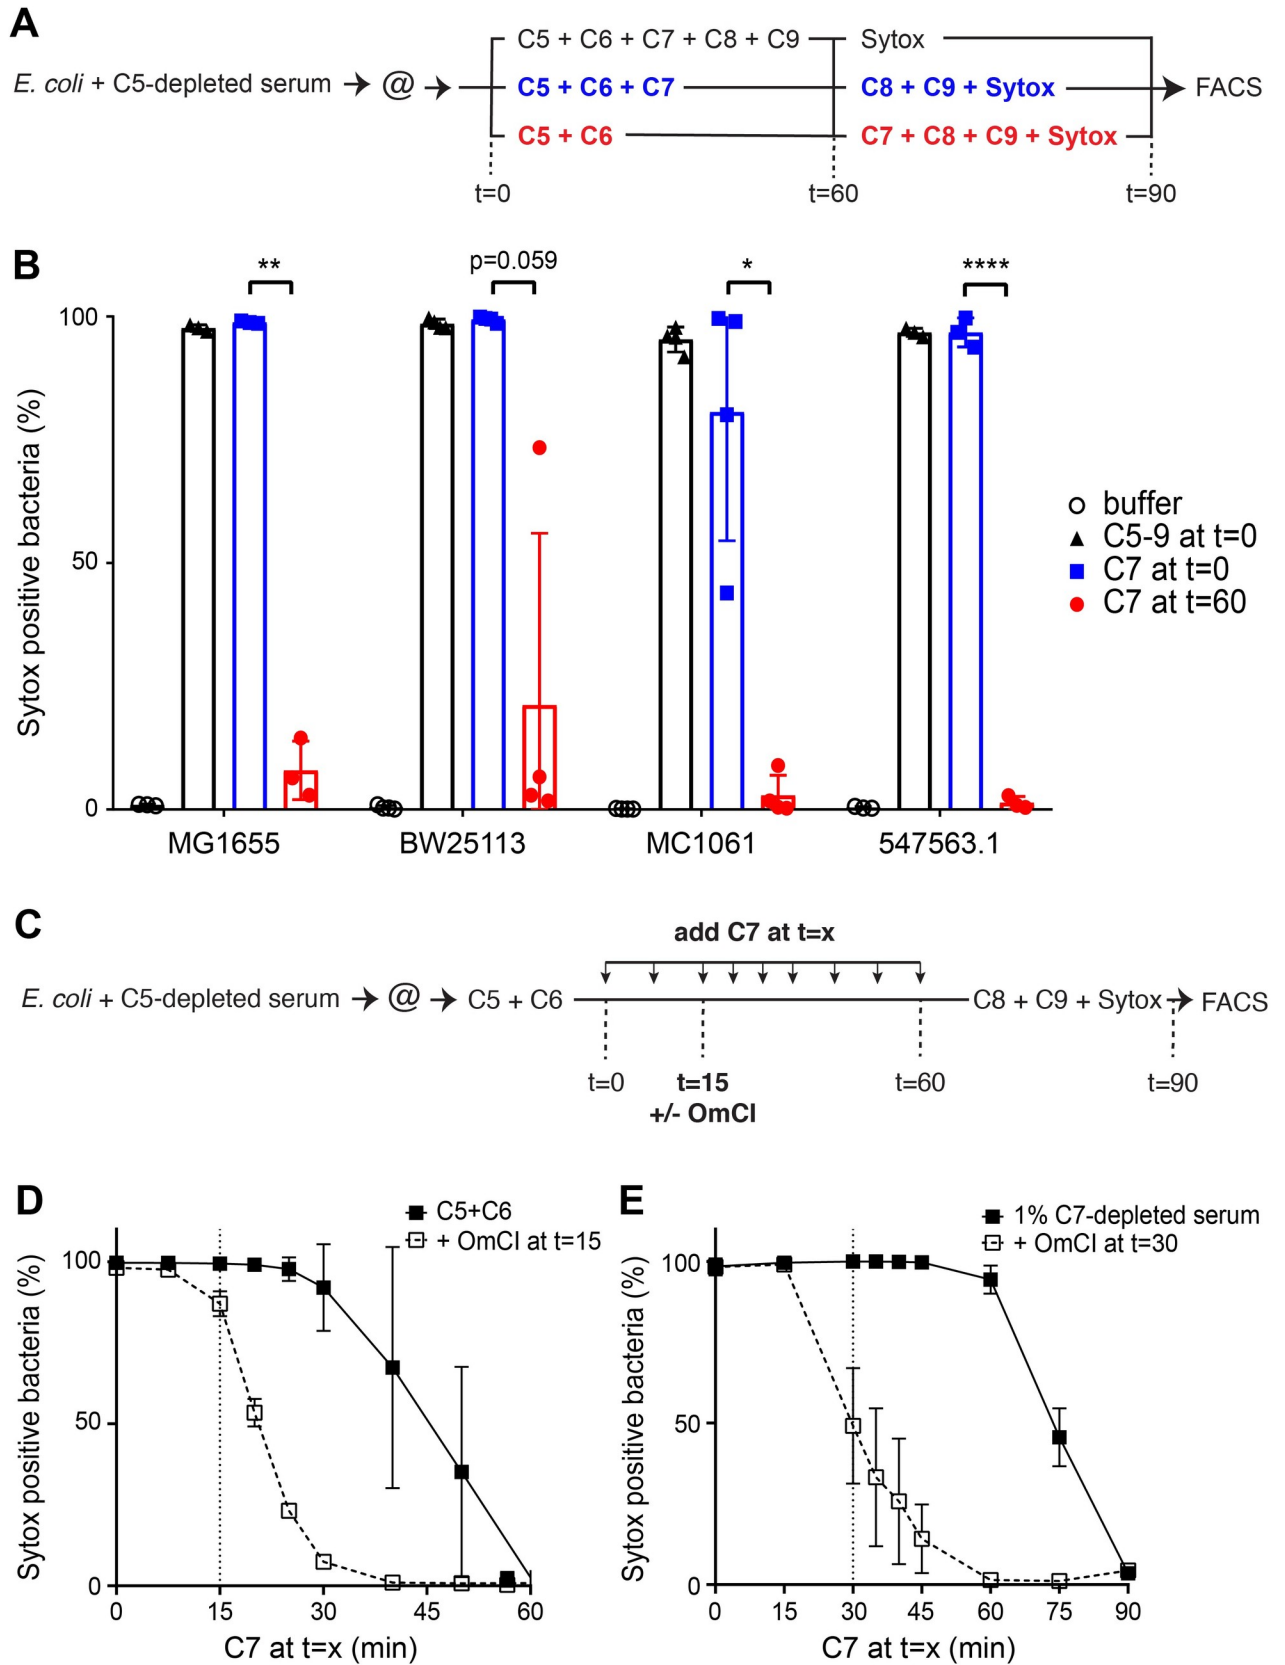 A
C5 + C6 + C7 + C8 + C9 Sytox
E. coli + C5-depleted serum @ C5 + C6 + C7 C8 + C9 + Sytox FACS
C5 + C6 C7 + C8 + C9 + Sytox
t=0 t=60 t=90
B
** p=0.059 * ****
Sytox positive bacteria (%)
100
50
0
MG1655 BW25113 MC1061 547563.1
buffer
C5-9 at t=0
C7 at t=0
C7 at t=60
C
add C7 at t=x
E. coli + C5-depleted serum @ C5 + C6 C8 + C9 + Sytox FACS
t=0 t=15 t=60 t=90
+/- OmCI
D
C5+C6
+ OmCI at t=15
Sytox positive bacteria (%)
100
50
0
0 15 30 45 60
C7 at t=x (min)
E
1% C7-depleted serum
+ OmCI at t=30
Sytox positive bacteria (%)
100
50
0
0 15 30 45 60 75 90
C7 at t=x (min)